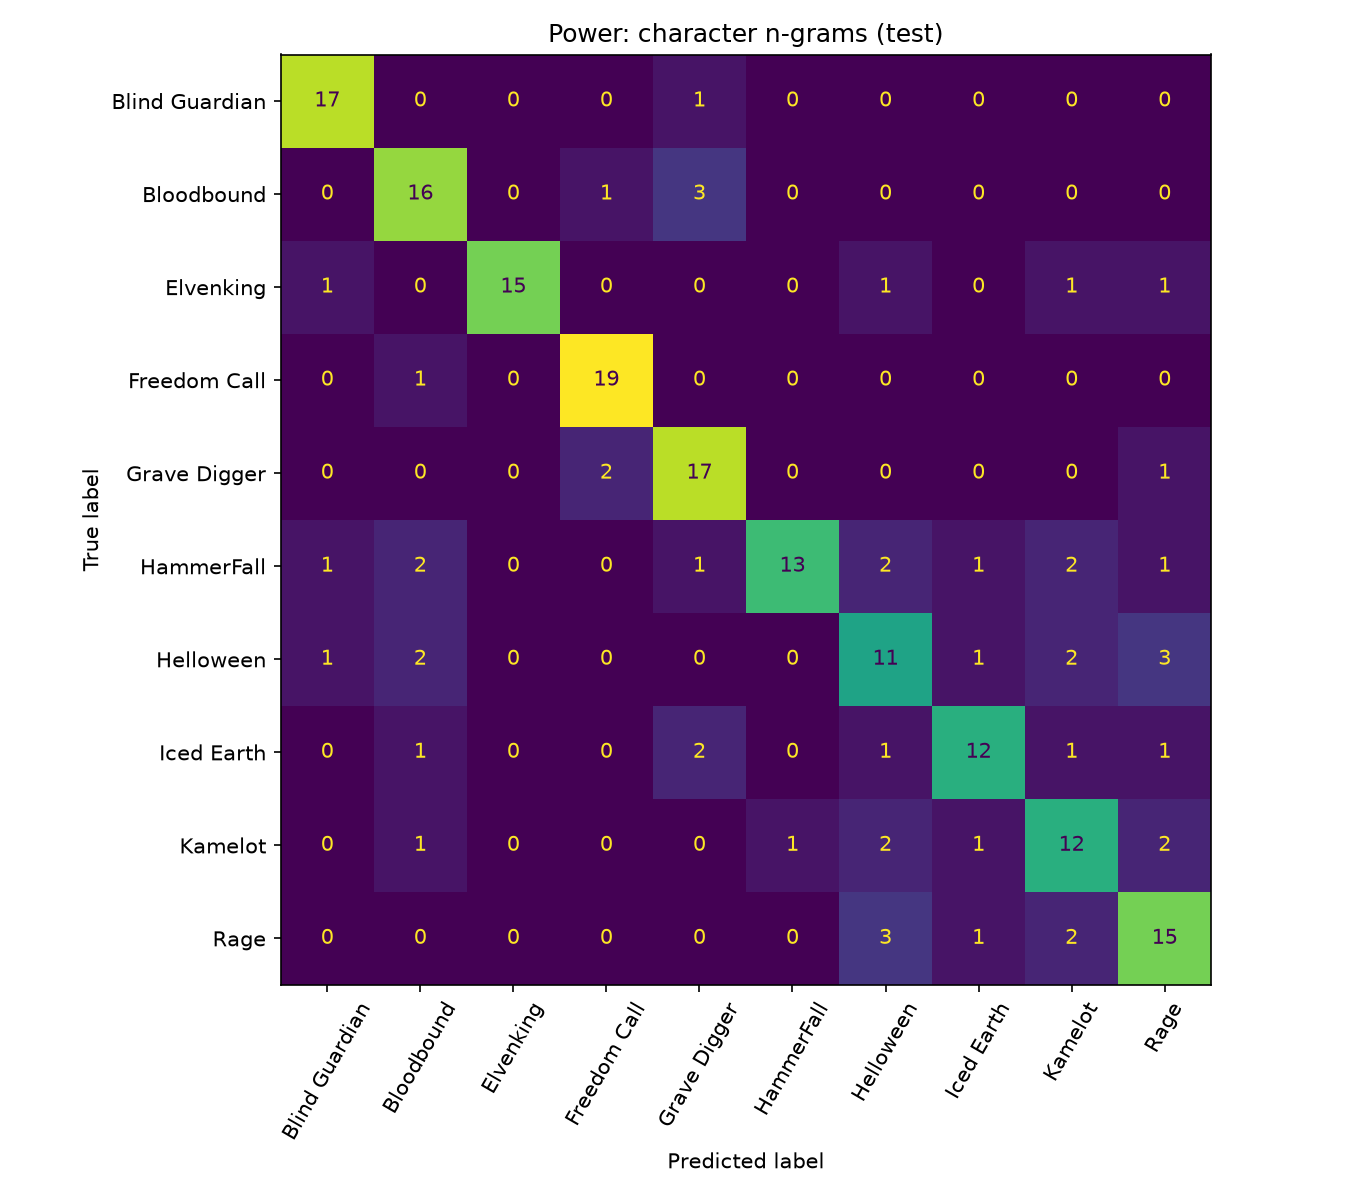 Power: character n-grams (test)
Blind Guardian 17 0 0 0 1 0 0 0 0 0
Bloodbound 0 16 0 1 3 0 0 0 0 0
Elvenking 1 0 15 0 0 0 1 0 1 1
Freedom Call 0 1 0 19 0 0 0 0 0 0
Grave Digger 0 0 0 2 17 0 0 0 0 1
HammerFall 1 2 0 0 1 13 2 1 2 1
Helloween 1 2 0 0 0 0 11 1 2 3
Iced Earth 0 1 0 0 2 0 1 12 1 1
Kamelot 0 1 0 0 0 1 2 1 12 2
Rage 0 0 0 0 0 0 3 1 2 15
True label
Blind Guardian Bloodbound Elvenking Freedom Call Grave Digger HammerFall Helloween Iced Earth Kamelot Rage
Predicted label